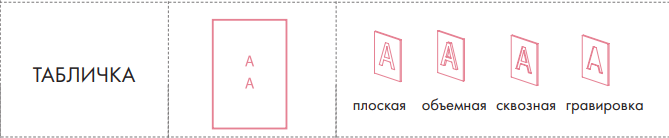 ТАБЛИЧКА
А
А
А А А А
плоская объемная сквозная гравировка